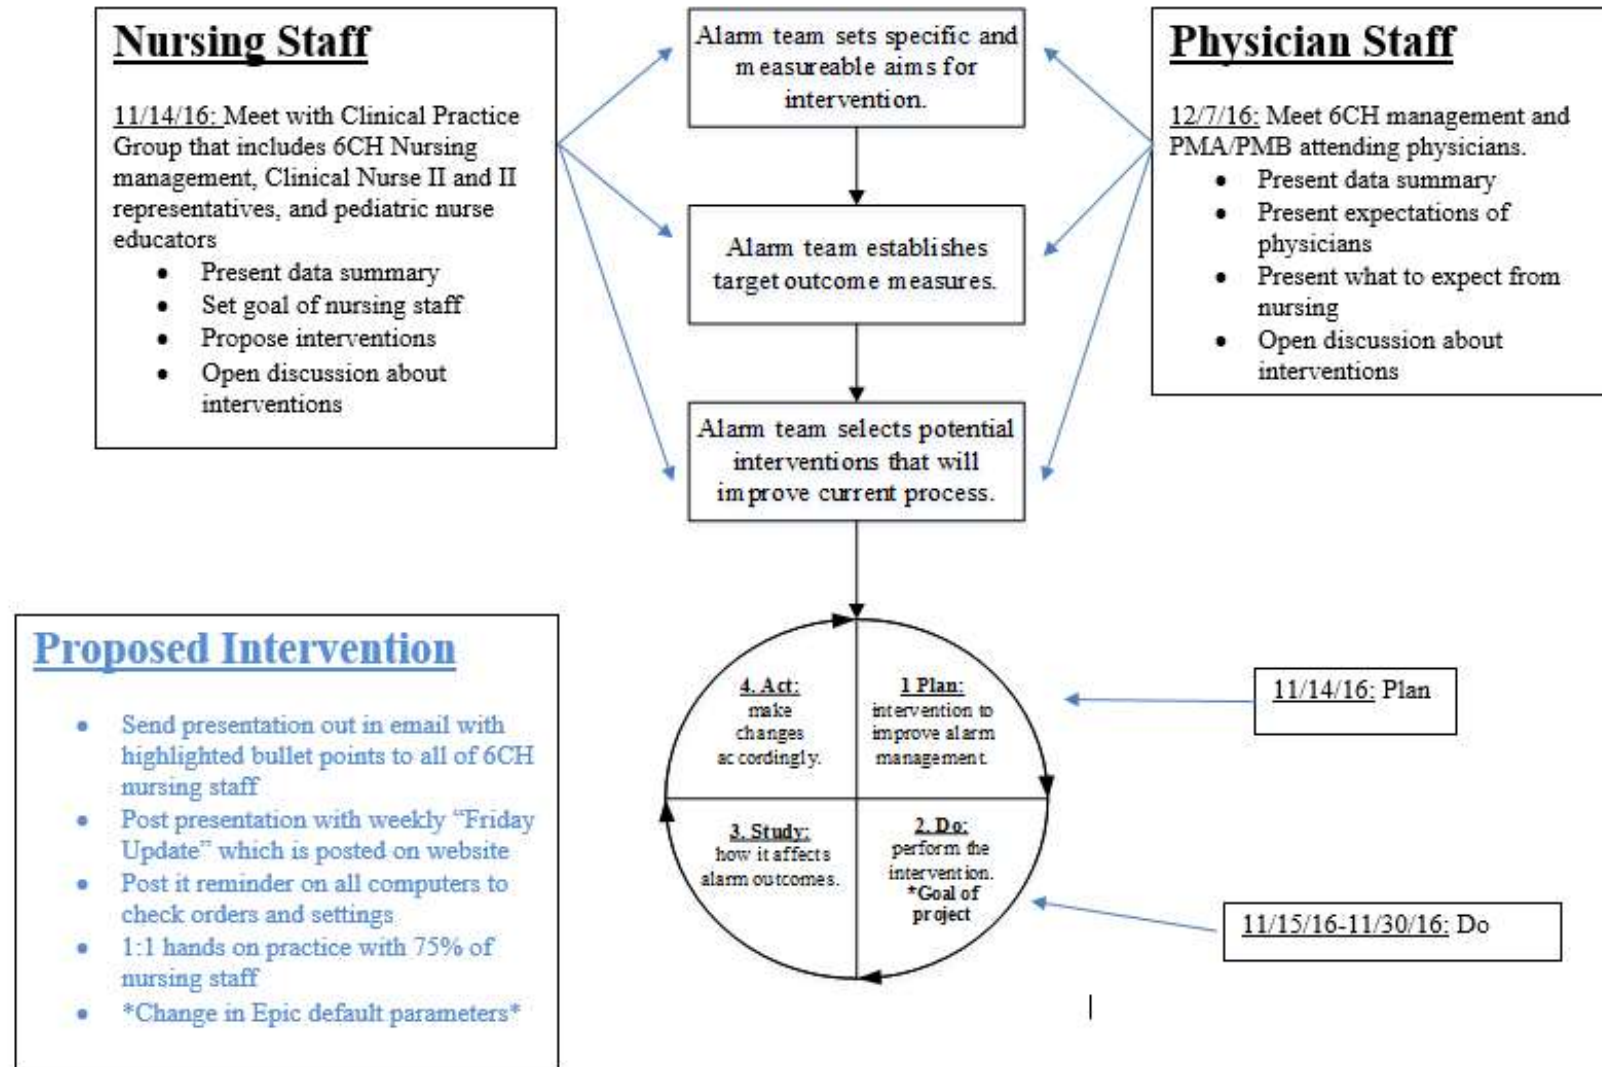 Nursing Staff
11/14/16: Meet with Clinical Practice
Group that includes 6CH Nursing
management, Clinical Nurse II and II
representatives, and pediatric nurse
educators
• Present data summary
• Set goal of nursing staff
• Propose interventions
• Open discussion about
interventions
Alarm team sets specific and
measureable aims for
intervention.
Alarm team establishes
target outcome measures.
Alarm team selects potential
interventions that will
improve current process.
Physician Staff
12/7/16: Meet 6CH management and
PMA/PMB attending physicians.
• Present data summary
• Present expectations of
physicians
• Present what to expect from
nursing
• Open discussion about
interventions
Proposed Intervention
• Send presentation out in email with
highlighted bullet points to all of 6CH
nursing staff
• Post presentation with weekly “Friday
Update” which is posted on website
• Post it reminder on all computers to
check orders and settings
• 1:1 hands on practice with 75% of
nursing staff
• *Change in Epic default parameters*
4. Act:
make
changes
accordingly.
1 Plan:
intervention to
improve alarm
management.
3. Study:
how it affects
alarm outcomes.
2. Do:
perform the
intervention.
*Goal of
project
11/14/16: Plan
11/15/16-11/30/16: Do